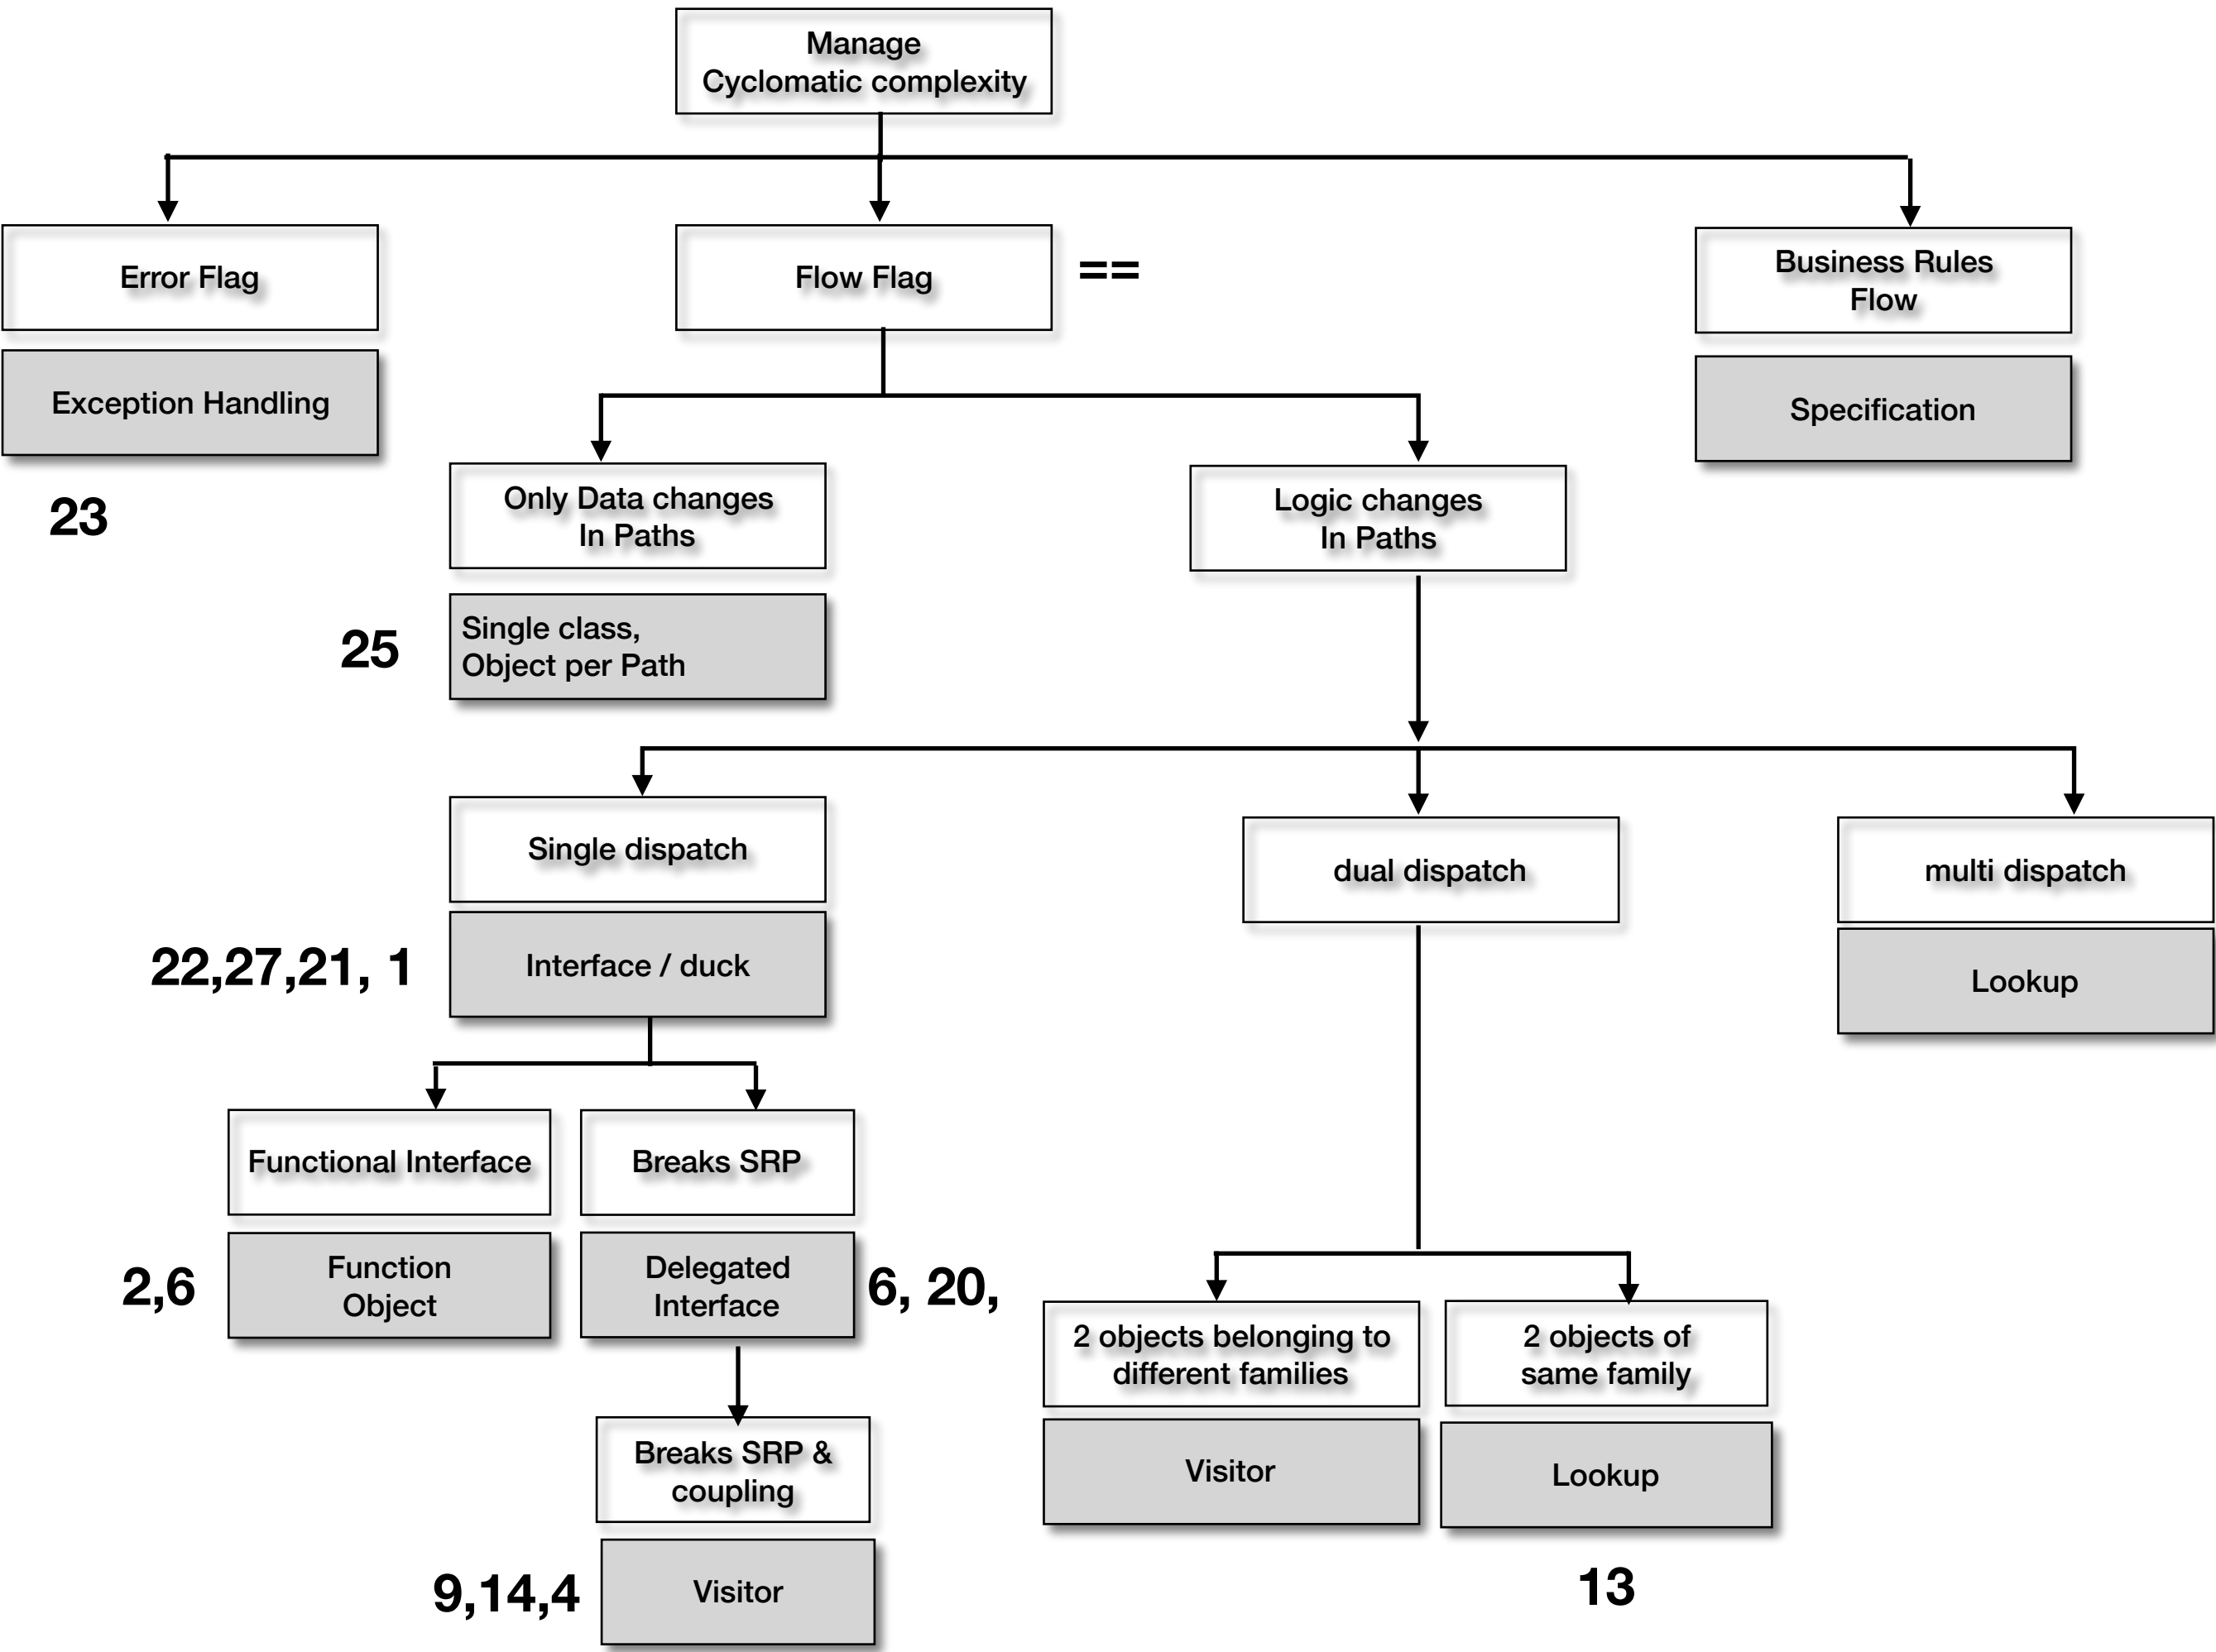 Manage
Cyclomatic complexity
Error Flag
Flow Flag
==
Business Rules
Flow
Exception Handling
Specification
23
Only Data changes
In Paths
Logic changes
In Paths
25
Single class,
Object per Path
Single dispatch
dual dispatch
multi dispatch
22,27,21, 1
Interface / duck
Lookup
Functional Interface
Breaks SRP
2,6
Function
Object
Delegated
Interface
6, 20,
2 objects belonging to
different families
2 objects of
same family
Breaks SRP &
coupling
Visitor
Lookup
9,14,4
Visitor
13